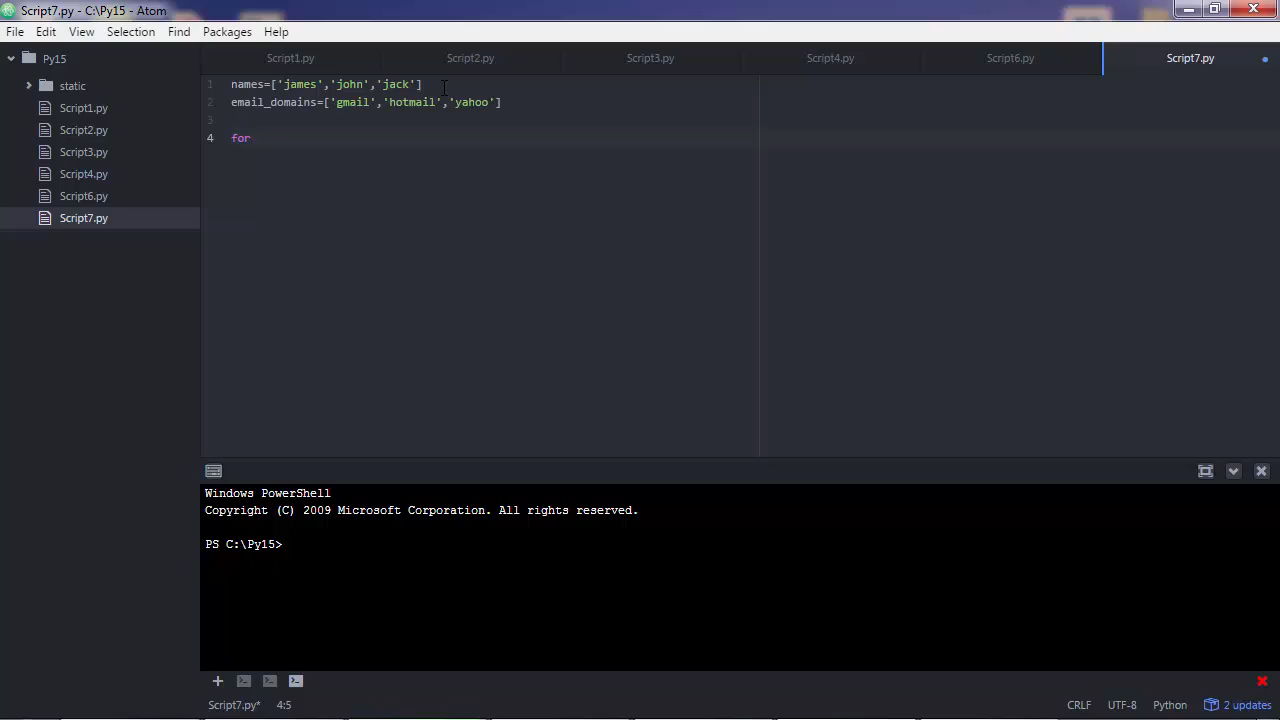 Script7.py - C:\Py15 - Atom
File Edit View Selection Find Packages Help
Py15
static
Script1.py
Script2.py
Script3.py
Script4.py
Script6.py
Script7.py
Script1.py Script2.py Script3.py Script4.py Script6.py Script7.py
1 names=['james','john','jack']
2 email_domains=['gmail','hotmail','yahoo']
3
4 for
Windows PowerShell
Copyright (C) 2009 Microsoft Corporation. All rights reserved.
PS C:\Py15>
Script7.py* 4:5 CRLF UTF-8 Python 2 updates